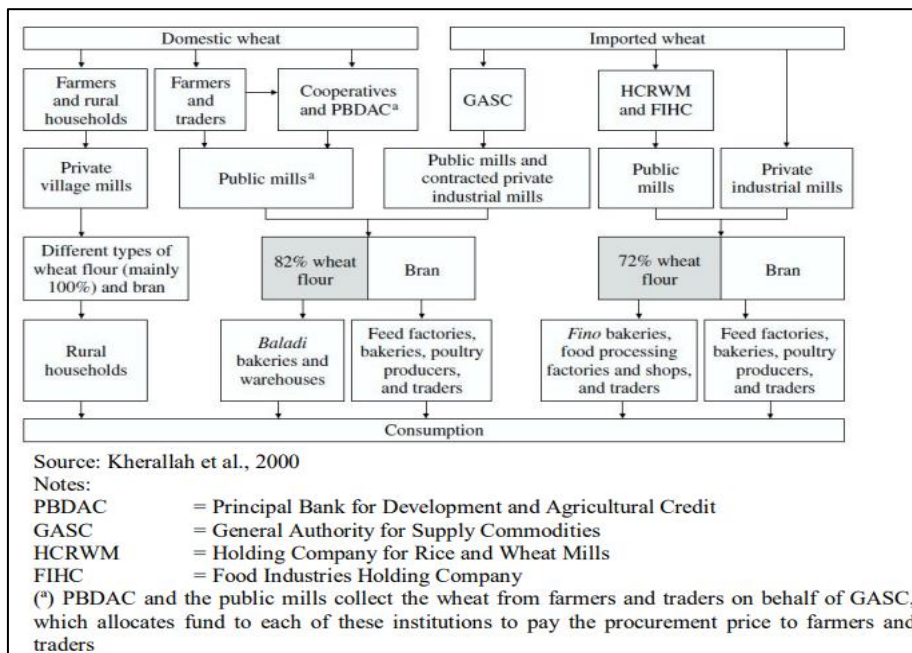 Domestic wheat
Imported wheat
Farmers
and rural
households
Farmers
and
traders
Cooperatives
and PBDACᵃ
GASC
HCRWM
and FIHC
Private
village mills
Public millsᵃ
Public mills and
contracted private
industrial mills
Public
mills
Private
industrial mills
Different types of
wheat flour (mainly
100%) and bran
82% wheat
flour
Bran
72% wheat
flour
Bran
Rural
households
Baladi
bakeries and
warehouses
Feed factories,
bakeries, poultry
producers,
and traders
Fino bakeries,
food processing
factories and shops,
and traders
Feed factories,
bakeries, poultry
producers,
and traders
Consumption
Source: Kherallah et al., 2000
Notes:
PBDAC = Principal Bank for Development and Agricultural Credit
GASC = General Authority for Supply Commodities
HCRWM = Holding Company for Rice and Wheat Mills
FIHC = Food Industries Holding Company
(ᵃ) PBDAC and the public mills collect the wheat from farmers and traders on behalf of GASC,
which allocates fund to each of these institutions to pay the procurement price to farmers and
traders